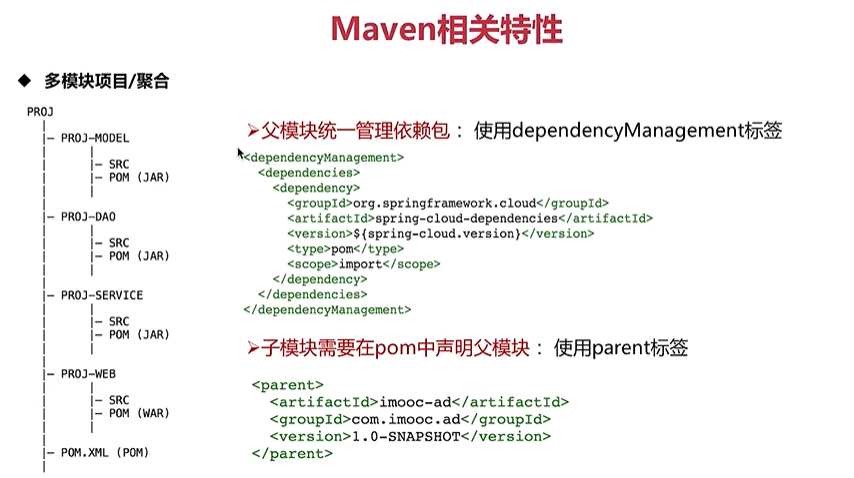 Maven相关特性
◆ 多模块项目/聚合
PROJ
|— PROJ-MODEL
|— SRC
|— POM (JAR)
|— PROJ-DAO
|— SRC
|— POM (JAR)
|— PROJ-SERVICE
|— SRC
|— POM (JAR)
|— PROJ-WEB
|— SRC
|— POM (WAR)
|— POM.XML (POM)
➢父模块统一管理依赖包： 使用dependencyManagement标签
<dependencyManagement>
<dependencies>
<dependency>
<groupId>org.springframework.cloud</groupId>
<artifactId>spring-cloud-dependencies</artifactId>
<version>${spring-cloud.version}</version>
<type>pom</type>
<scope>import</scope>
</dependency>
</dependencies>
</dependencyManagement>
➢子模块需要在pom中声明父模块： 使用parent标签
<parent>
<artifactId>imooc-ad</artifactId>
<groupId>com.imooc.ad</groupId>
<version>1.0-SNAPSHOT</version>
</parent>